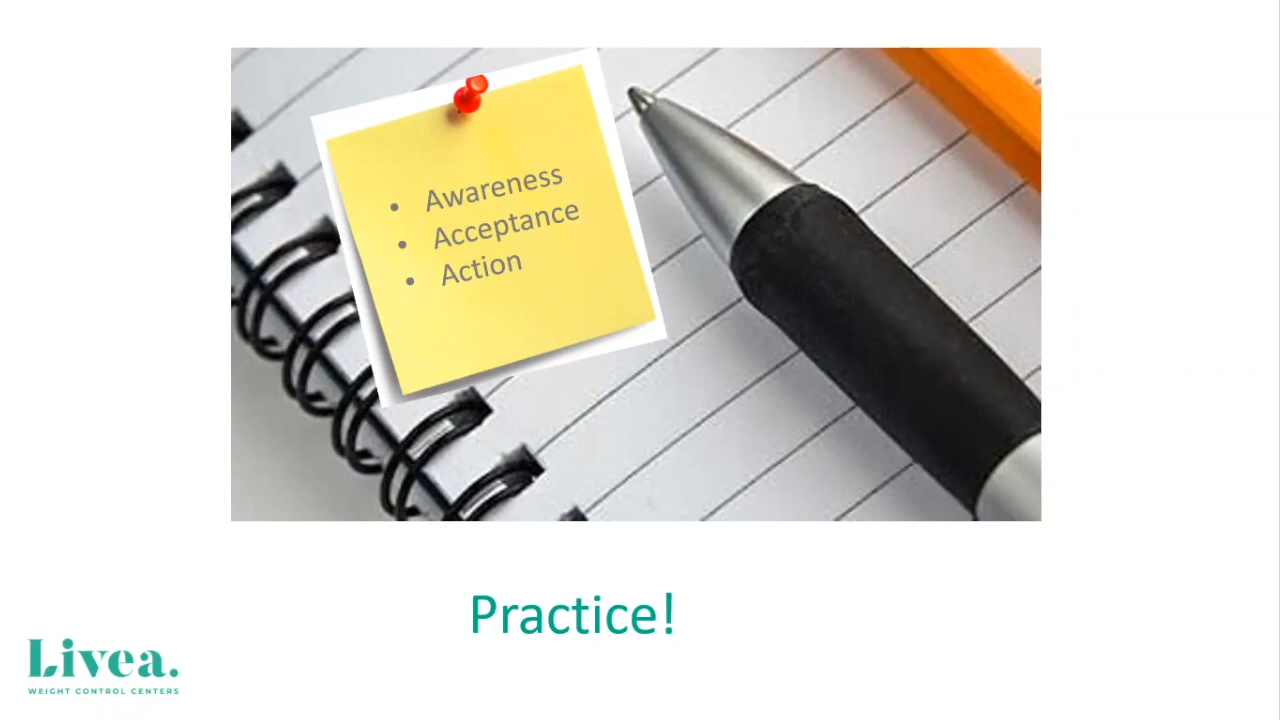 • Awareness
• Acceptance
• Action
Practice!
Livea.
WEIGHT CONTROL CENTERS